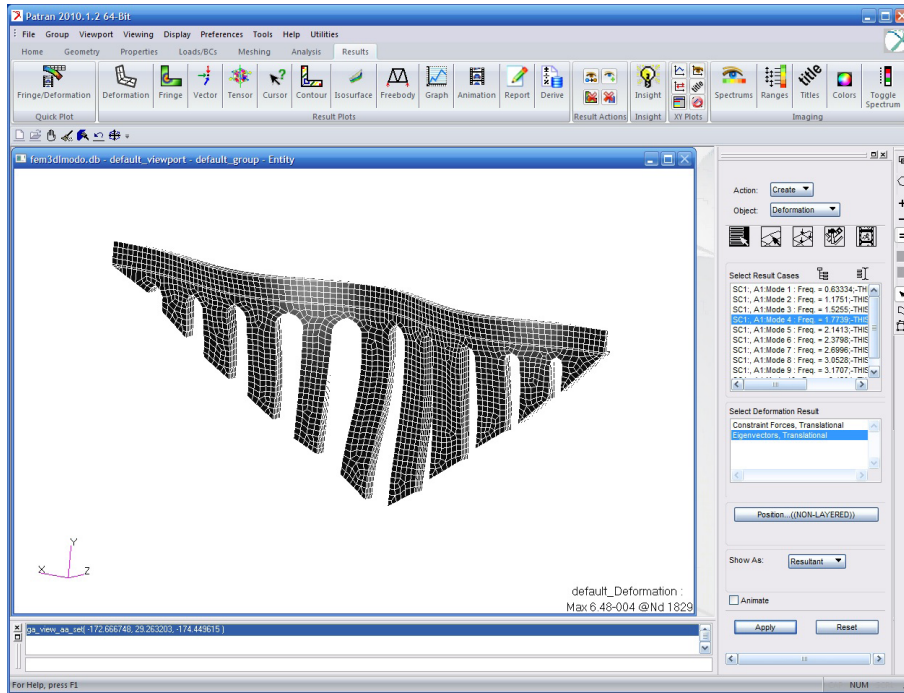 Patran 2010.1.2 64-Bit
File Group Viewport Viewing Display Preferences Tools Help Utilities
Home Geometry Properties Loads/BCs Meshing Analysis Results
Fringe/Deformation Deformation Fringe Vector Tensor Cursor Contour Isosurface Freebody Graph Animation Report Derive Insight Spectrums Ranges Titles Colors Toggle Spectrum
Quick Plot Result Plots Result Actions Insight XY Plots Imaging
fem3dlmodo.db - default_viewport - default_group - Entity
Y
X Z
default_Deformation :
Max 6.48-004 @Nd 1829
Action: Create
Object: Deformation
Select Result Cases
SC1:, A1:Mode 1 : Freq. = 0.63334;-TH
SC1:, A1:Mode 2 : Freq. = 1.1751;-THIS
SC1:, A1:Mode 3 : Freq. = 1.5255;-THIS
SC1:, A1:Mode 4 : Freq. = 1.7739;-THIS
SC1:, A1:Mode 5 : Freq. = 2.1413;-THIS
SC1:, A1:Mode 6 : Freq. = 2.3798;-THIS
SC1:, A1:Mode 7 : Freq. = 2.6996;-THIS
SC1:, A1:Mode 8 : Freq. = 3.0528;-THIS
SC1:, A1:Mode 9 : Freq. = 3.1707;-THIS
Select Deformation Result
Constraint Forces, Translational
Eigenvectors, Translational
Position...((NON-LAYERED))
Show As: Resultant
Animate
Apply Reset
ga_view_aa_set( -172.666748, 29.263203, -174.449615 )
For Help, press F1
NUM